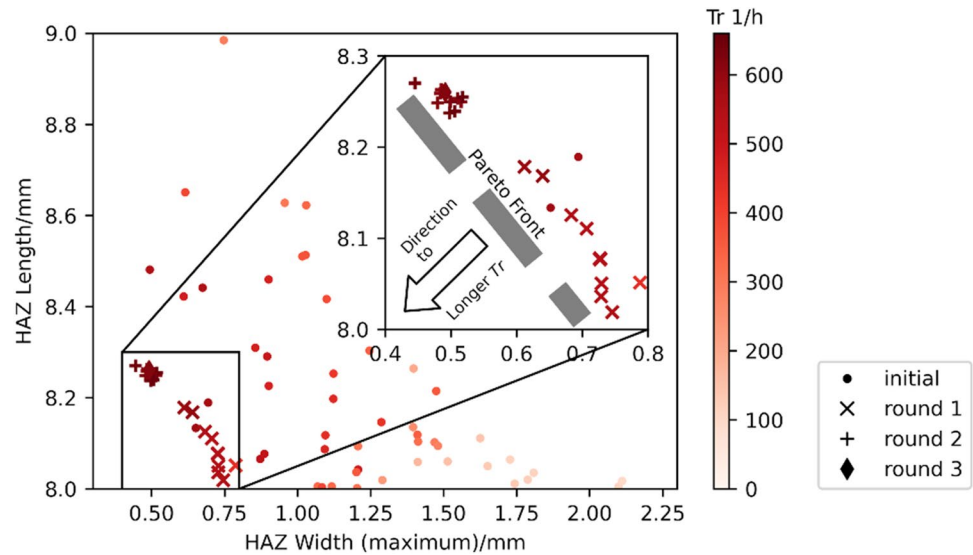 Tr 1/h
9.0
8.8
8.6
8.4
8.2
8.0
HAZ Length/mm
0.50
0.75
1.00
1.25
1.50
1.75
2.00
2.25
HAZ Width (maximum)/mm
8.3
8.2
8.1
8.0
0.4
0.5
0.6
0.7
0.8
Pareto Front
Direction
to
Longer Tr
600
500
400
300
200
100
0
initial
round 1
round 2
round 3